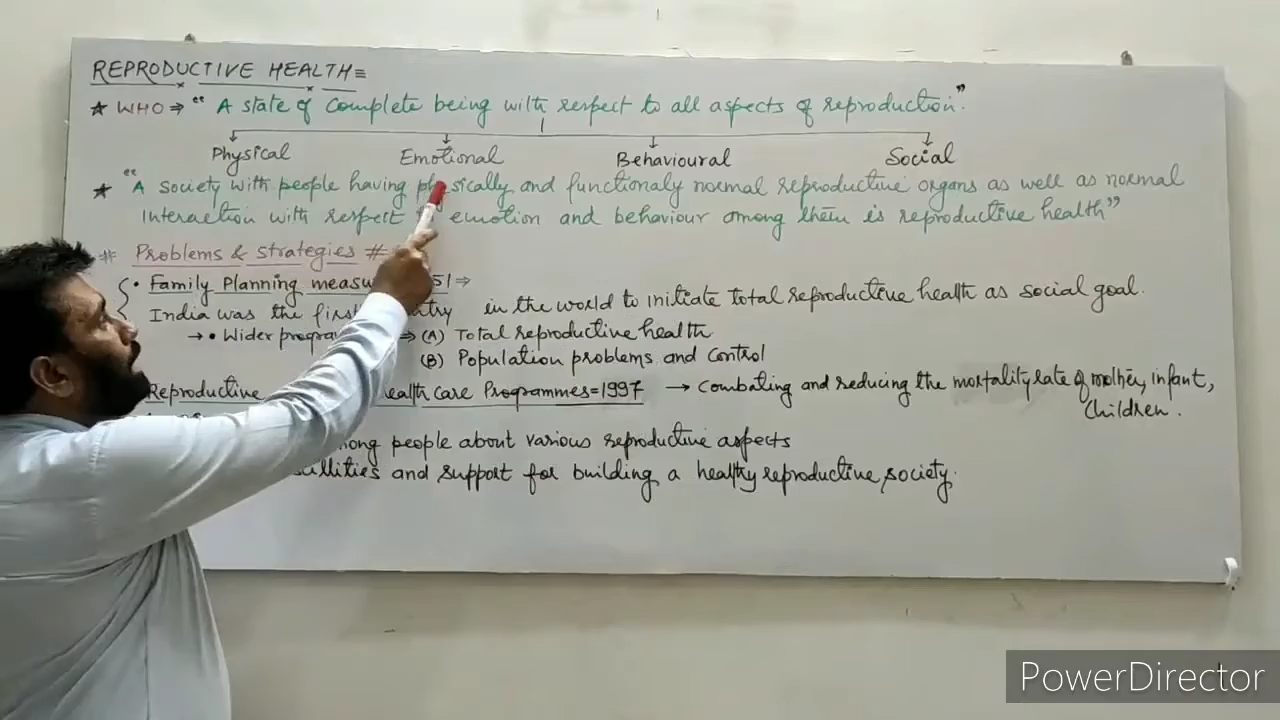 REPRODUCTIVE HEALTH=
★ WHO ⇒ “A state of complete being with respect to all aspects of reproduction.”
Physical Emotional Behavioural Social
★ “A society with people having physically and functionaly normal reproductive organs as well as normal
Interaction with respect emotion and behaviour among them is reproductive health”
# Problems & strategies #
• Family Planning 51 ⇒
India was the in the world to initiate total reproductive health as social goal.
→ • Wider ⇒ (A) Total reproductive health
(B) Population problems and control
Reproductive Care Programmes=1997 → Combating and reducing the mortality rate of mother, infant,
Children.
people about various reproductive aspects
and support for building a healthy reproductive society.
PowerDirector